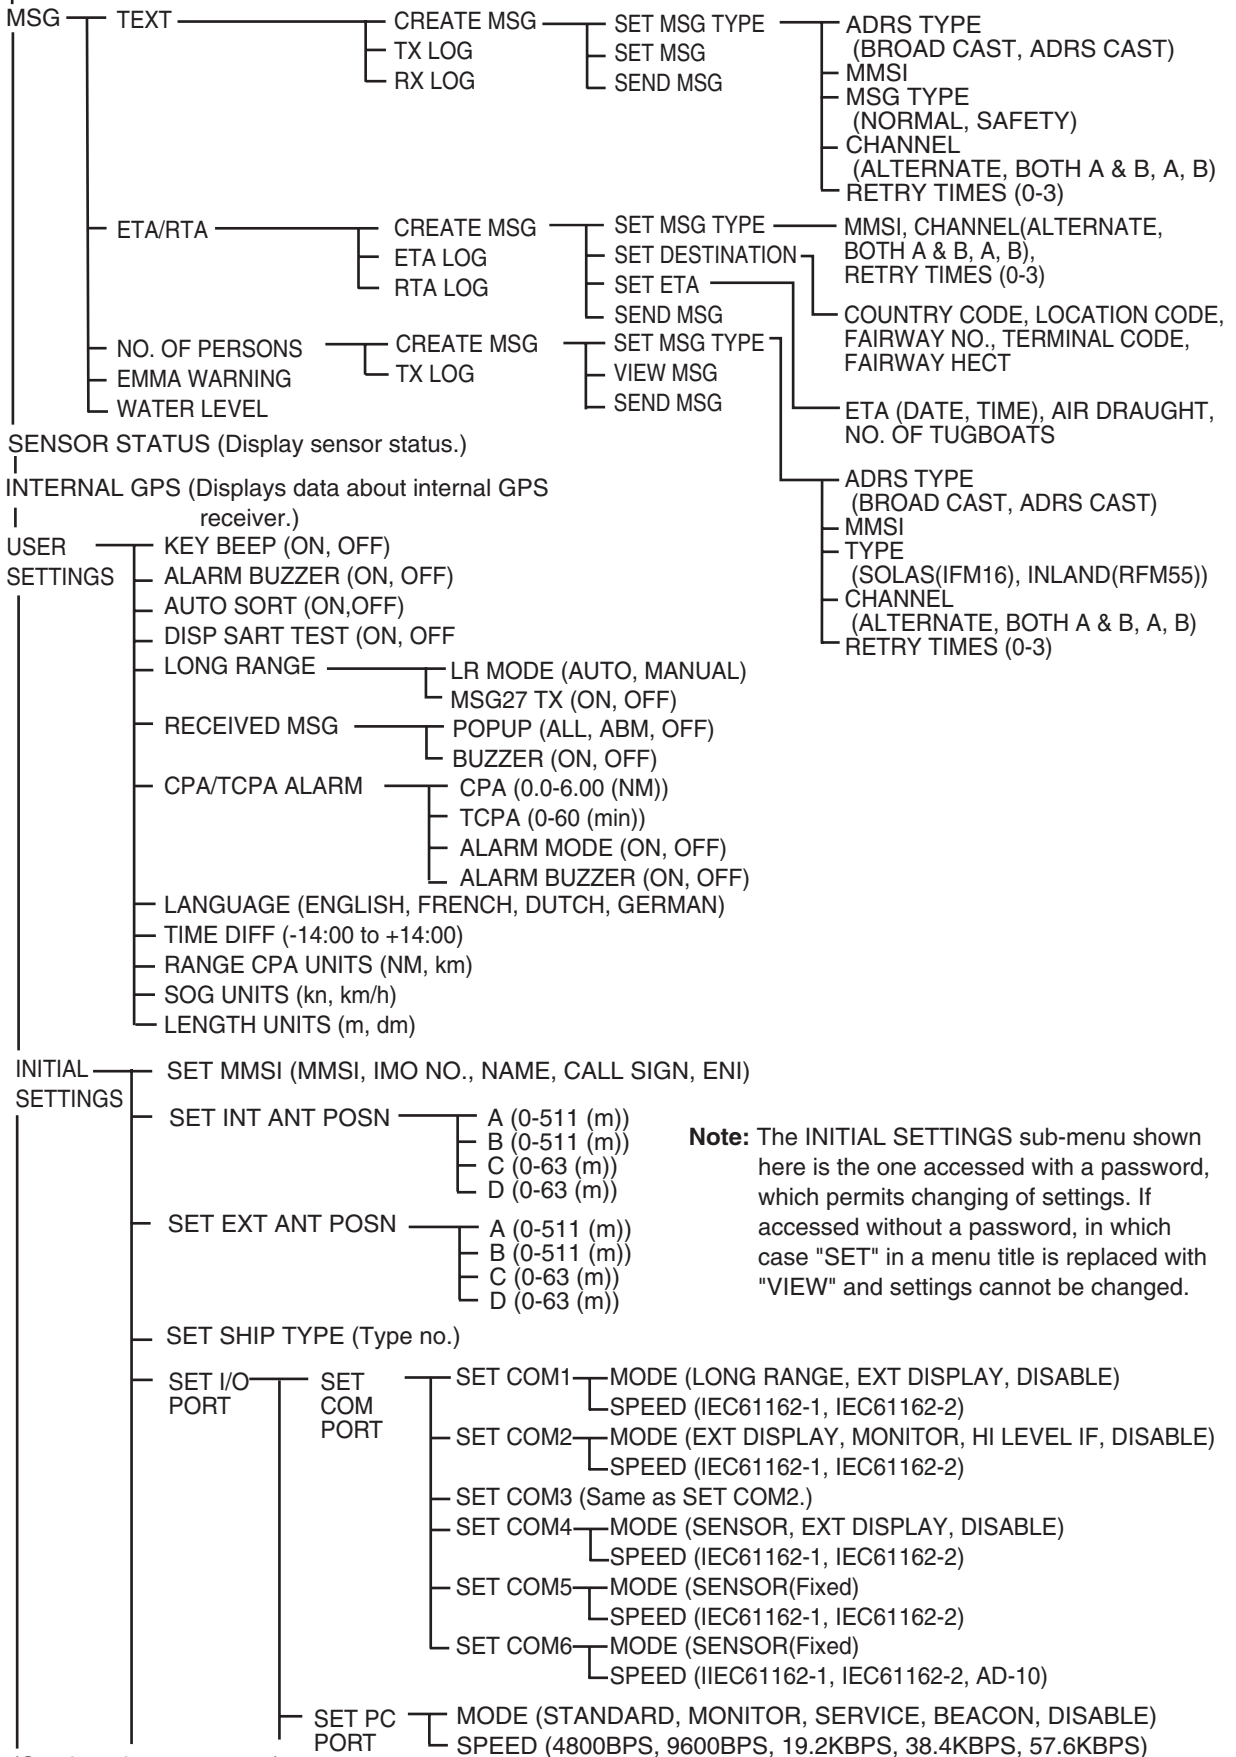 MSG
TEXT
CREATE MSG
TX LOG
RX LOG
SET MSG TYPE
SET MSG
SEND MSG
ADRS TYPE
(BROAD CAST, ADRS CAST)
MMSI
MSG TYPE
(NORMAL, SAFETY)
CHANNEL
(ALTERNATE, BOTH A & B, A, B)
RETRY TIMES (0-3)
ETA/RTA
CREATE MSG
ETA LOG
RTA LOG
SET MSG TYPE
SET DESTINATION
SET ETA
SEND MSG
MMSI, CHANNEL(ALTERNATE,
BOTH A & B, A, B),
RETRY TIMES (0-3)
COUNTRY CODE, LOCATION CODE,
FAIRWAY NO., TERMINAL CODE,
FAIRWAY HECT
ETA (DATE, TIME), AIR DRAUGHT,
NO. OF TUGBOATS
NO. OF PERSONS
EMMA WARNING
WATER LEVEL
CREATE MSG
TX LOG
SET MSG TYPE
VIEW MSG
SEND MSG
ADRS TYPE
(BROAD CAST, ADRS CAST)
MMSI
TYPE
(SOLAS(IFM16), INLAND(RFM55))
CHANNEL
(ALTERNATE, BOTH A & B, A, B)
RETRY TIMES (0-3)
SENSOR STATUS (Display sensor status.)
INTERNAL GPS (Displays data about internal GPS
receiver.)
USER
SETTINGS
KEY BEEP (ON, OFF)
ALARM BUZZER (ON, OFF)
AUTO SORT (ON,OFF)
DISP SART TEST (ON, OFF
LONG RANGE
LR MODE (AUTO, MANUAL)
MSG27 TX (ON, OFF)
RECEIVED MSG
POPUP (ALL, ABM, OFF)
BUZZER (ON, OFF)
CPA/TCPA ALARM
CPA (0.0-6.00 (NM))
TCPA (0-60 (min))
ALARM MODE (ON, OFF)
ALARM BUZZER (ON, OFF)
LANGUAGE (ENGLISH, FRENCH, DUTCH, GERMAN)
TIME DIFF (-14:00 to +14:00)
RANGE CPA UNITS (NM, km)
SOG UNITS (kn, km/h)
LENGTH UNITS (m, dm)
INITIAL
SETTINGS
SET MMSI (MMSI, IMO NO., NAME, CALL SIGN, ENI)
SET INT ANT POSN
A (0-511 (m))
B (0-511 (m))
C (0-63 (m))
D (0-63 (m))
SET EXT ANT POSN
A (0-511 (m))
B (0-511 (m))
C (0-63 (m))
D (0-63 (m))
Note: The INITIAL SETTINGS sub-menu shown
here is the one accessed with a password,
which permits changing of settings. If
accessed without a password, in which
case "SET" in a menu title is replaced with
"VIEW" and settings cannot be changed.
SET SHIP TYPE (Type no.)
SET I/O
PORT
SET
COM
PORT
SET COM1
MODE (LONG RANGE, EXT DISPLAY, DISABLE)
SPEED (IEC61162-1, IEC61162-2)
SET COM2
MODE (EXT DISPLAY, MONITOR, HI LEVEL IF, DISABLE)
SPEED (IEC61162-1, IEC61162-2)
SET COM3 (Same as SET COM2.)
SET COM4
MODE (SENSOR, EXT DISPLAY, DISABLE)
SPEED (IEC61162-1, IEC61162-2)
SET COM5
MODE (SENSOR(Fixed)
SPEED (IEC61162-1, IEC61162-2)
SET COM6
MODE (SENSOR(Fixed)
SPEED (IIEC61162-1, IEC61162-2, AD-10)
SET PC
PORT
MODE (STANDARD, MONITOR, SERVICE, BEACON, DISABLE)
SPEED (4800BPS, 9600BPS, 19.2KBPS, 38.4KBPS, 57.6KBPS)